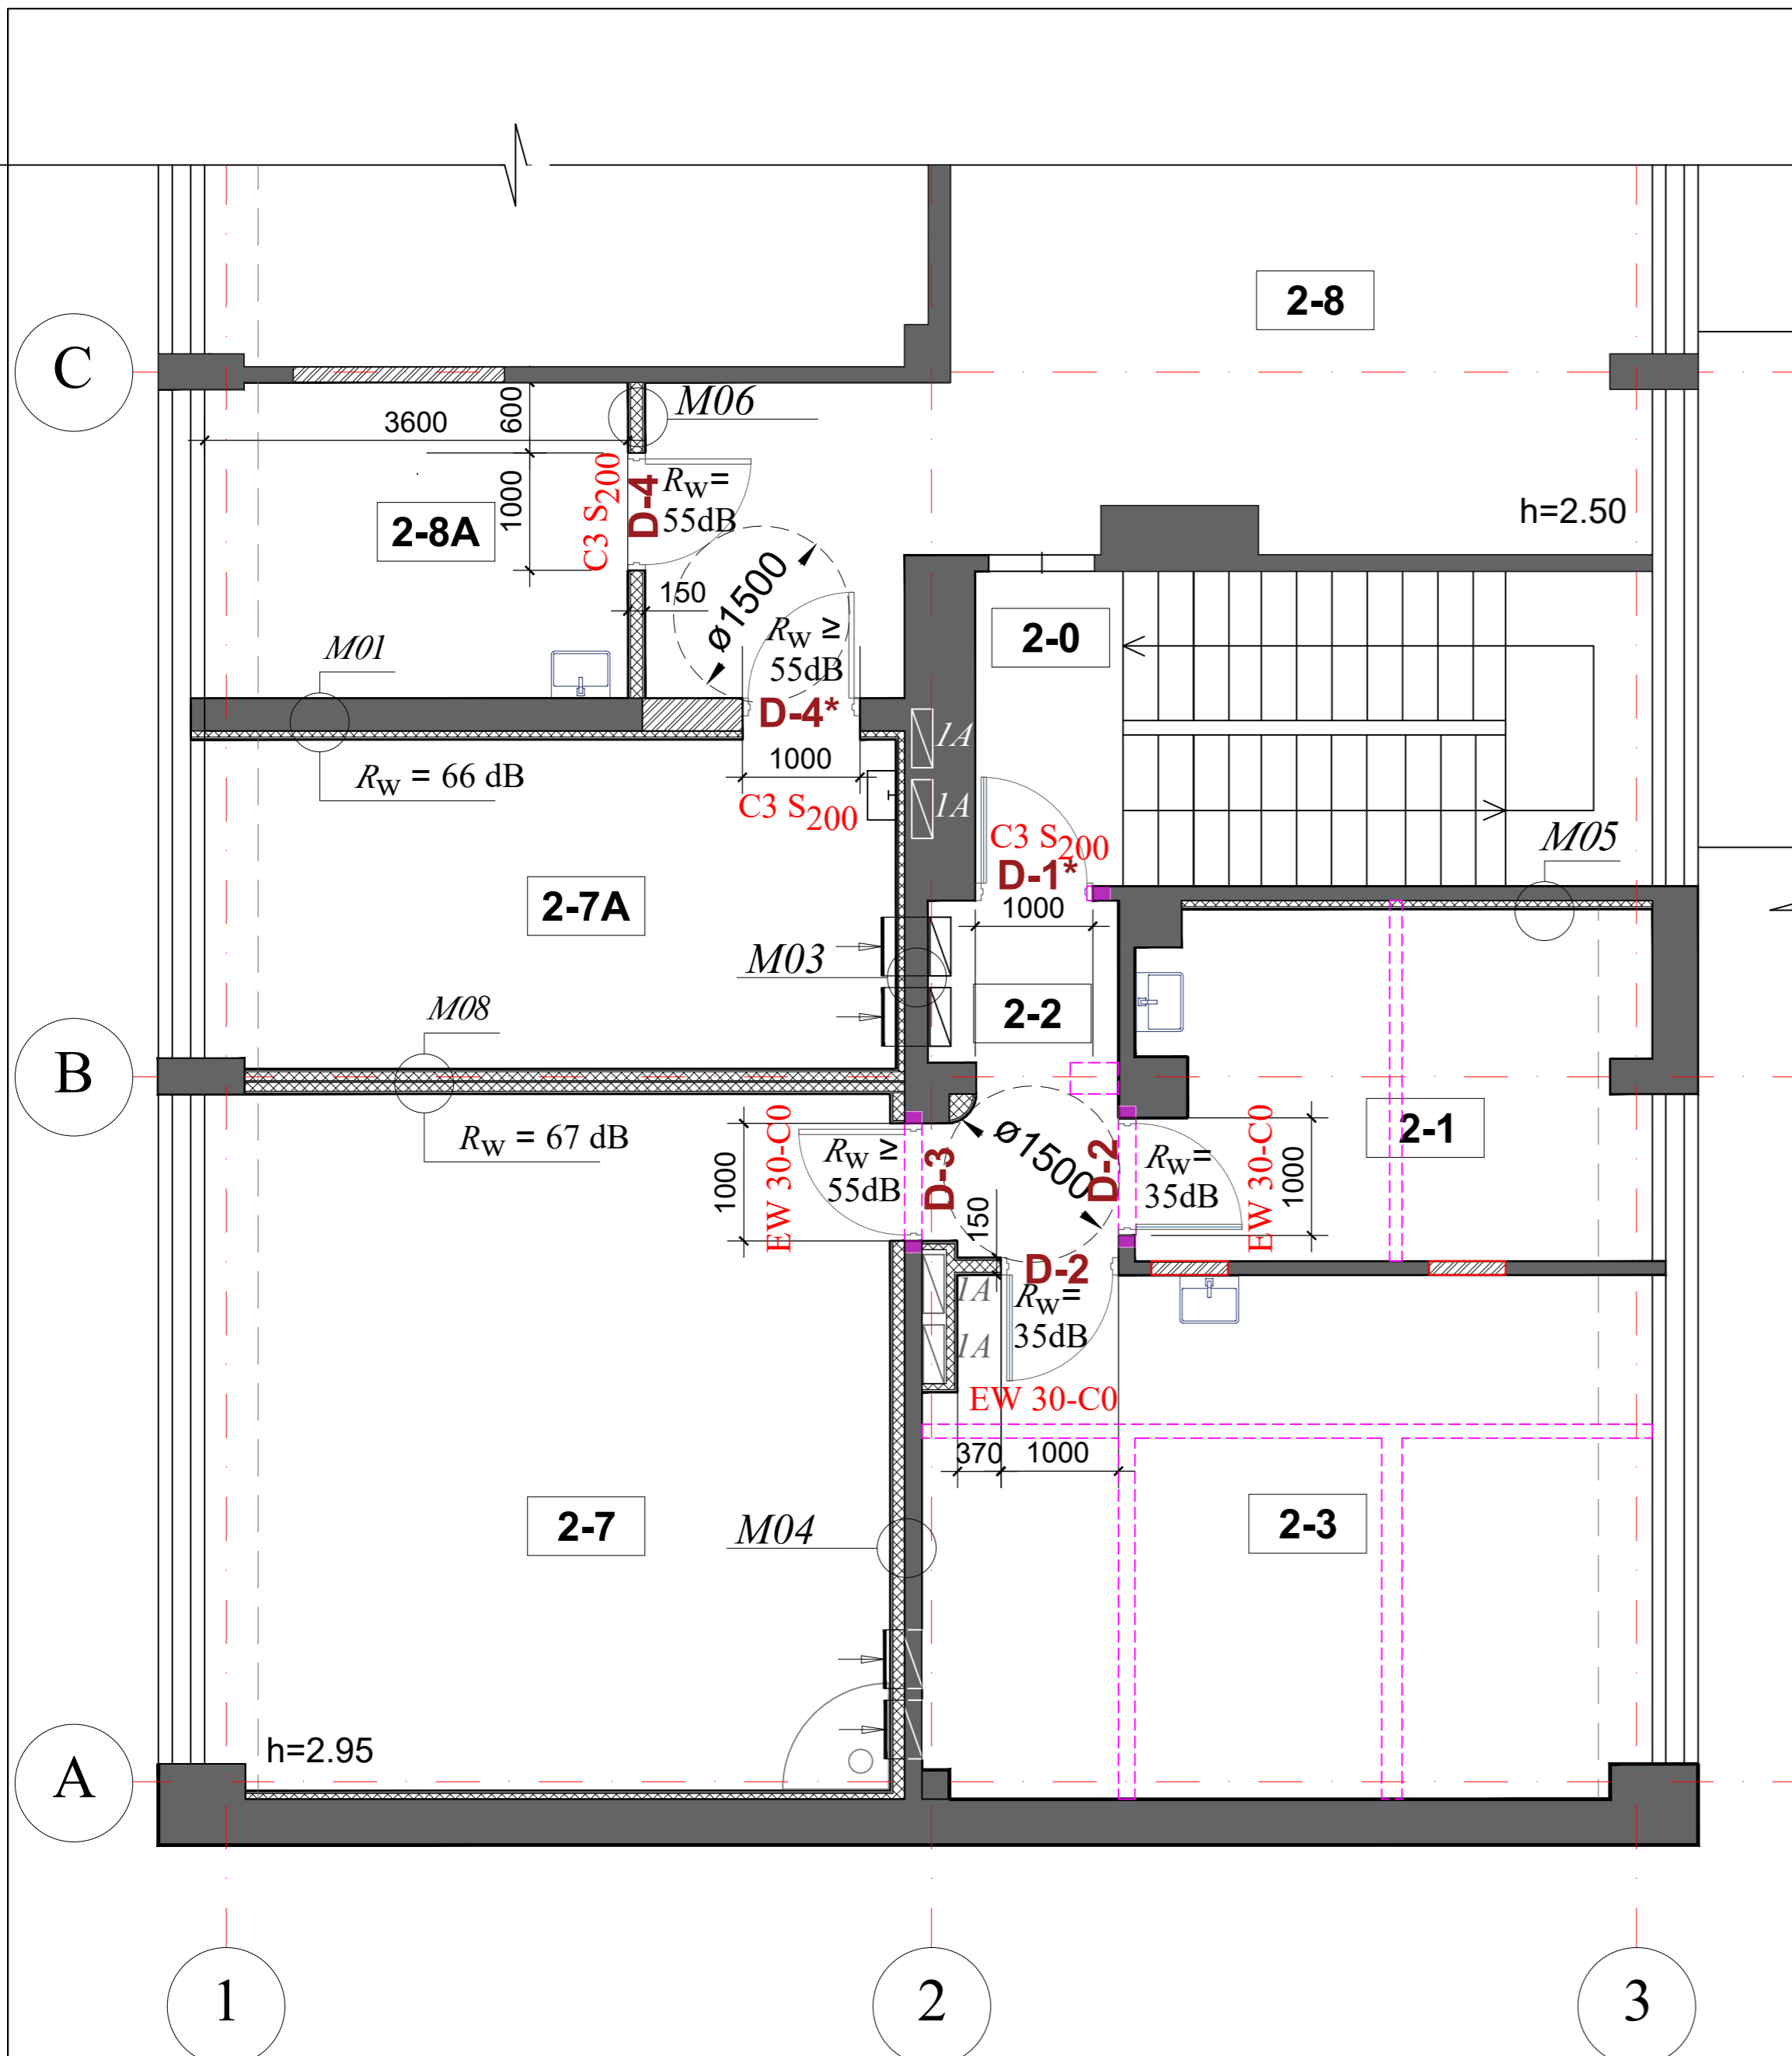 2-8
C
M06
3600
600
1000
C3 S200
D-4
Rw=
55dB
2-8A
h=2.50
ø1500
150
Rw ≥
55dB
2-0
M01
D-4*
1A
Rw = 66 dB
1000
C3 S200
1A
C3 S200
D-1*
M05
1000
2-7A
M03
2-2
M08
B
Rw = 67 dB
1000
EW 30-C0
Rw ≥
55dB
D-3
ø1500
D-2
Rw=
35dB
EW 30-C0
1000
2-1
150
D-2
1A
Rw=
35dB
1A
EW 30-C0
370
1000
2-7
M04
2-3
h=2.95
A
1
2
3